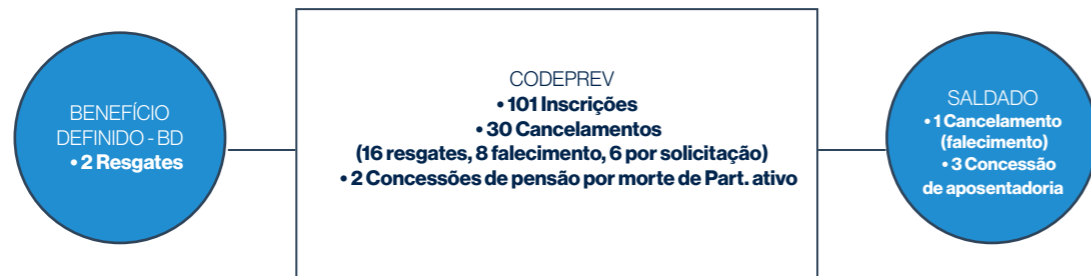 BENEFÍCIO
DEFINIDO - BD
• 2 Resgates
CODEPREV
• 101 Inscrições
• 30 Cancelamentos
(16 resgates, 8 falecimento, 6 por solicitação)
• 2 Concessões de pensão por morte de Part. ativo
SALDADO
• 1 Cancelamento
(falecimento)
• 3 Concessão
de aposentadoria